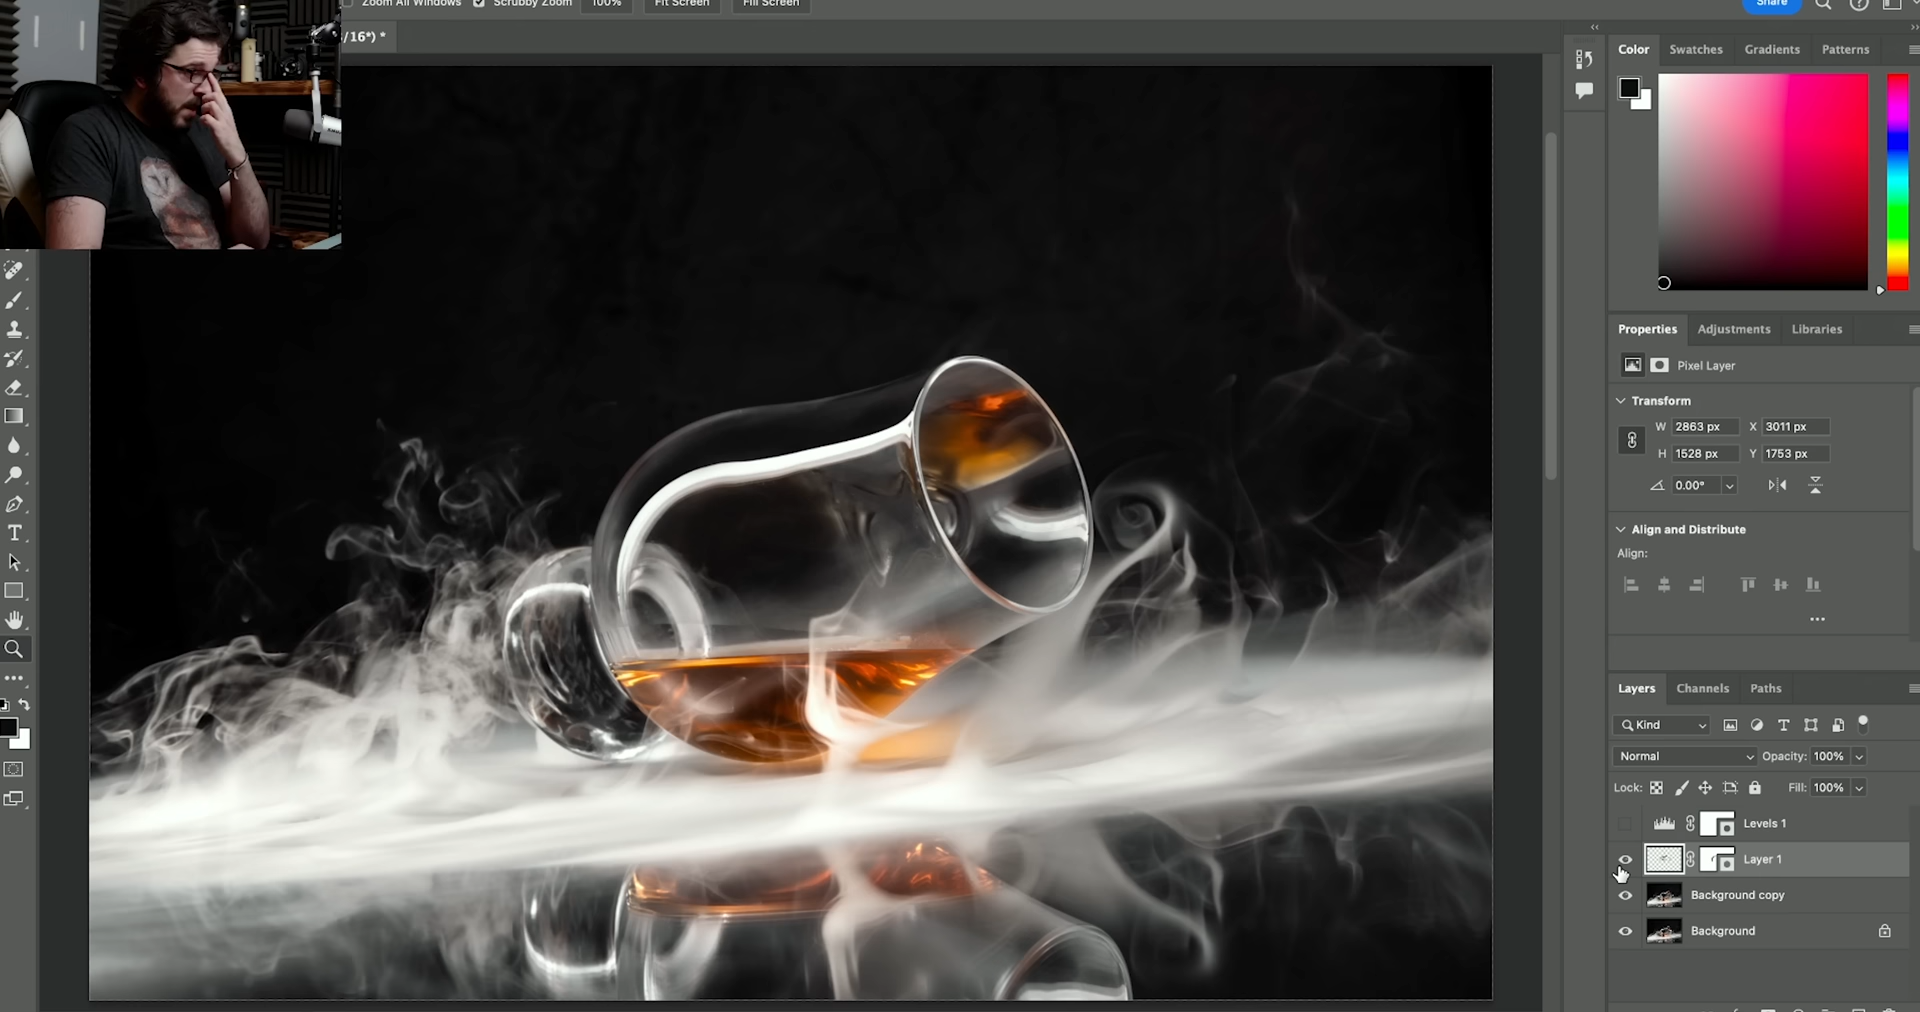 Zoom All Windows Scrubby Zoom 100% Fit Screen Fill Screen Share
/16*) *
Color Swatches Gradients Patterns
Properties Adjustments Libraries
Pixel Layer
Transform
W 2863 px X 3011 px
H 1528 px Y 1753 px
0.00°
Align and Distribute
Align:
Layers Channels Paths
Kind
Normal Opacity: 100%
Lock: Fill: 100%
Levels 1
Layer 1
Background copy
Background